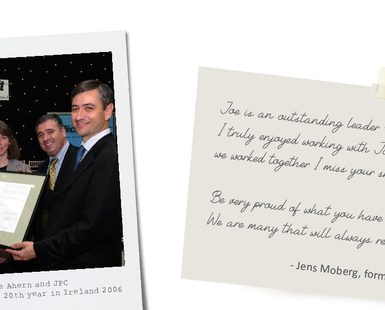 e Ahern and JPC
20th year in Ireland 2006
Joe is an outstanding leader
I truly enjoyed working with J
we worked together I miss your s
Be very proud of what you have
We are many that will always re
- Jens Moberg, form